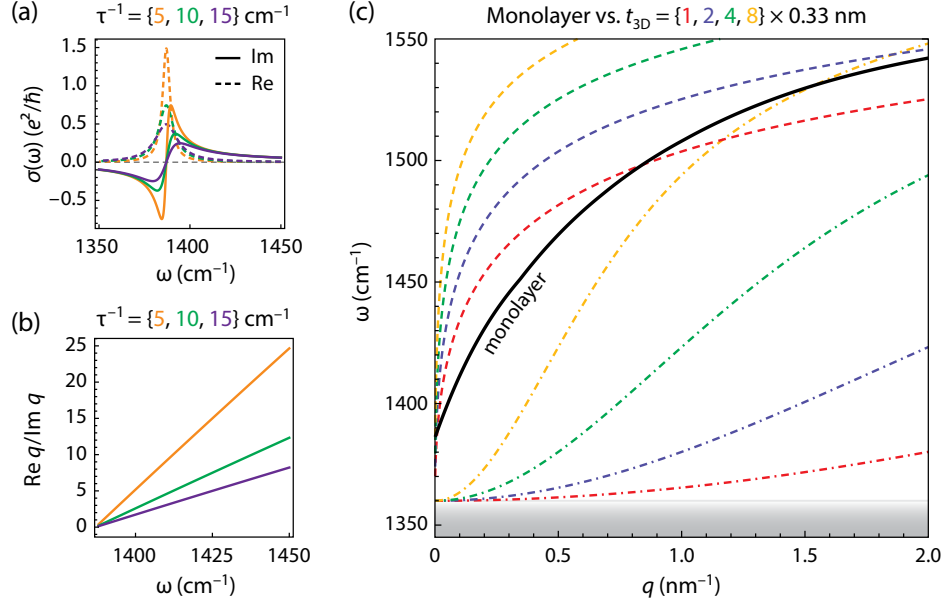 (a)
τ⁻¹ = {5, 10, 15} cm⁻¹
σ(ω) (e²/ℏ)
1.5
1.0
0.5
0.0
−0.5
Im
Re
1350
1400
1450
ω (cm⁻¹)
(b)
τ⁻¹ = {5, 10, 15} cm⁻¹
Re q/Im q
25
20
15
10
5
0
1400
1425
1450
ω (cm⁻¹)
(c)
Monolayer vs. t₃D = {1, 2, 4, 8} × 0.33 nm
ω (cm⁻¹)
1550
1500
1450
1400
1350
monolayer
0
0.5
1.0
1.5
2.0
q (nm⁻¹)